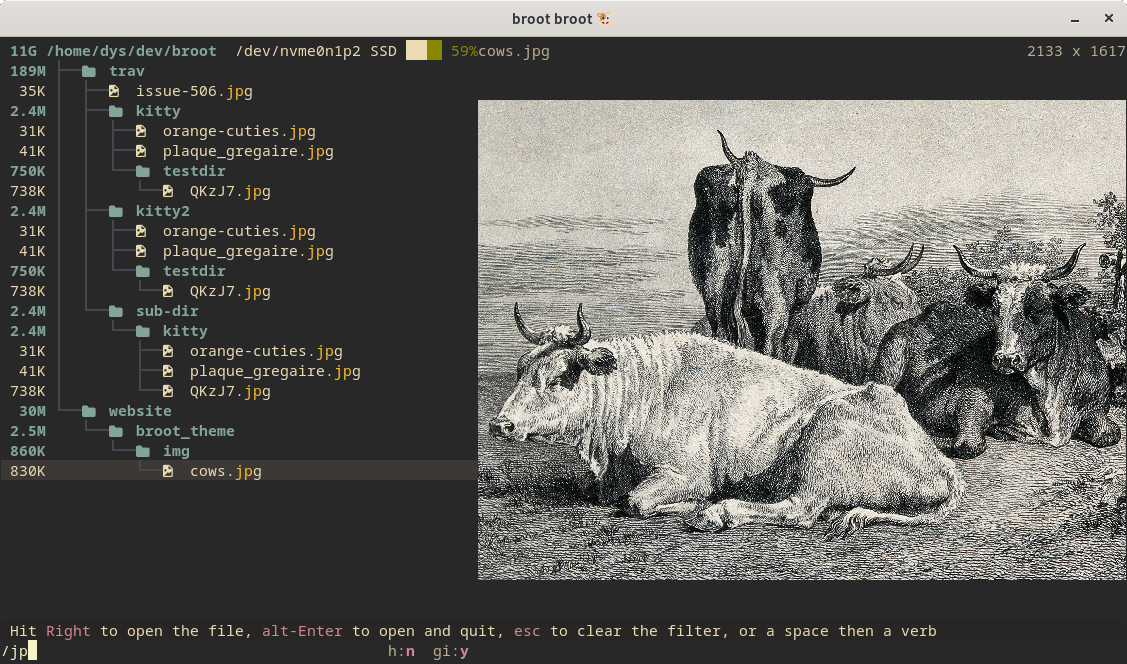 broot broot
11G /home/dys/dev/broot /dev/nvme0n1p2 SSD 59%cows.jpg 2133 x 1617
189M trav
35K issue-506.jpg
2.4M kitty
31K orange-cuties.jpg
41K plaque_gregaire.jpg
750K testdir
738K QKzJ7.jpg
2.4M kitty2
31K orange-cuties.jpg
41K plaque_gregaire.jpg
750K testdir
738K QKzJ7.jpg
2.4M sub-dir
2.4M kitty
31K orange-cuties.jpg
41K plaque_gregaire.jpg
738K QKzJ7.jpg
30M website
2.5M broot_theme
860K img
830K cows.jpg
Hit Right to open the file, alt-Enter to open and quit, esc to clear the filter, or a space then a verb
/jp h:n gi:y